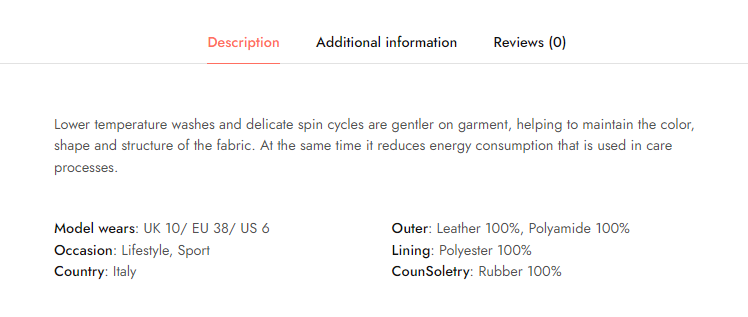 Description Additional information Reviews (0)
Lower temperature washes and delicate spin cycles are gentler on garment, helping to maintain the color,
shape and structure of the fabric. At the same time it reduces energy consumption that is used in care
processes.
Model wears: UK 10/ EU 38/ US 6
Occasion: Lifestyle, Sport
Country: Italy
Outer: Leather 100%, Polyamide 100%
Lining: Polyester 100%
CounSoletry: Rubber 100%